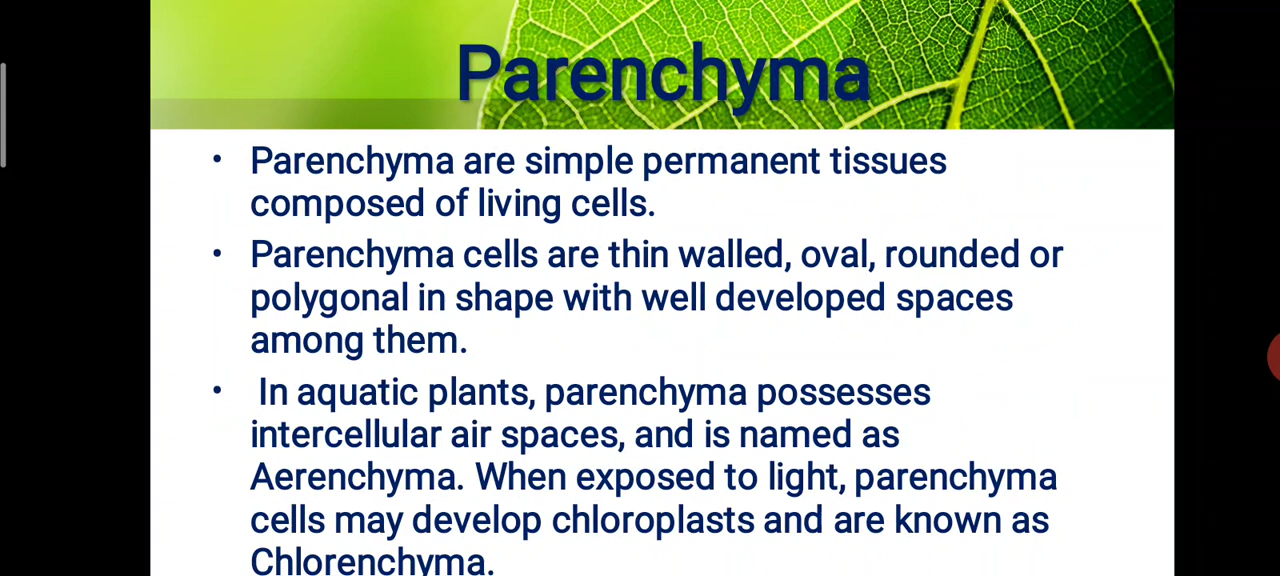 Parenchyma
• Parenchyma are simple permanent tissues
composed of living cells.
• Parenchyma cells are thin walled, oval, rounded or
polygonal in shape with well developed spaces
among them.
• In aquatic plants, parenchyma possesses
intercellular air spaces, and is named as
Aerenchyma. When exposed to light, parenchyma
cells may develop chloroplasts and are known as
Chlorenchyma.